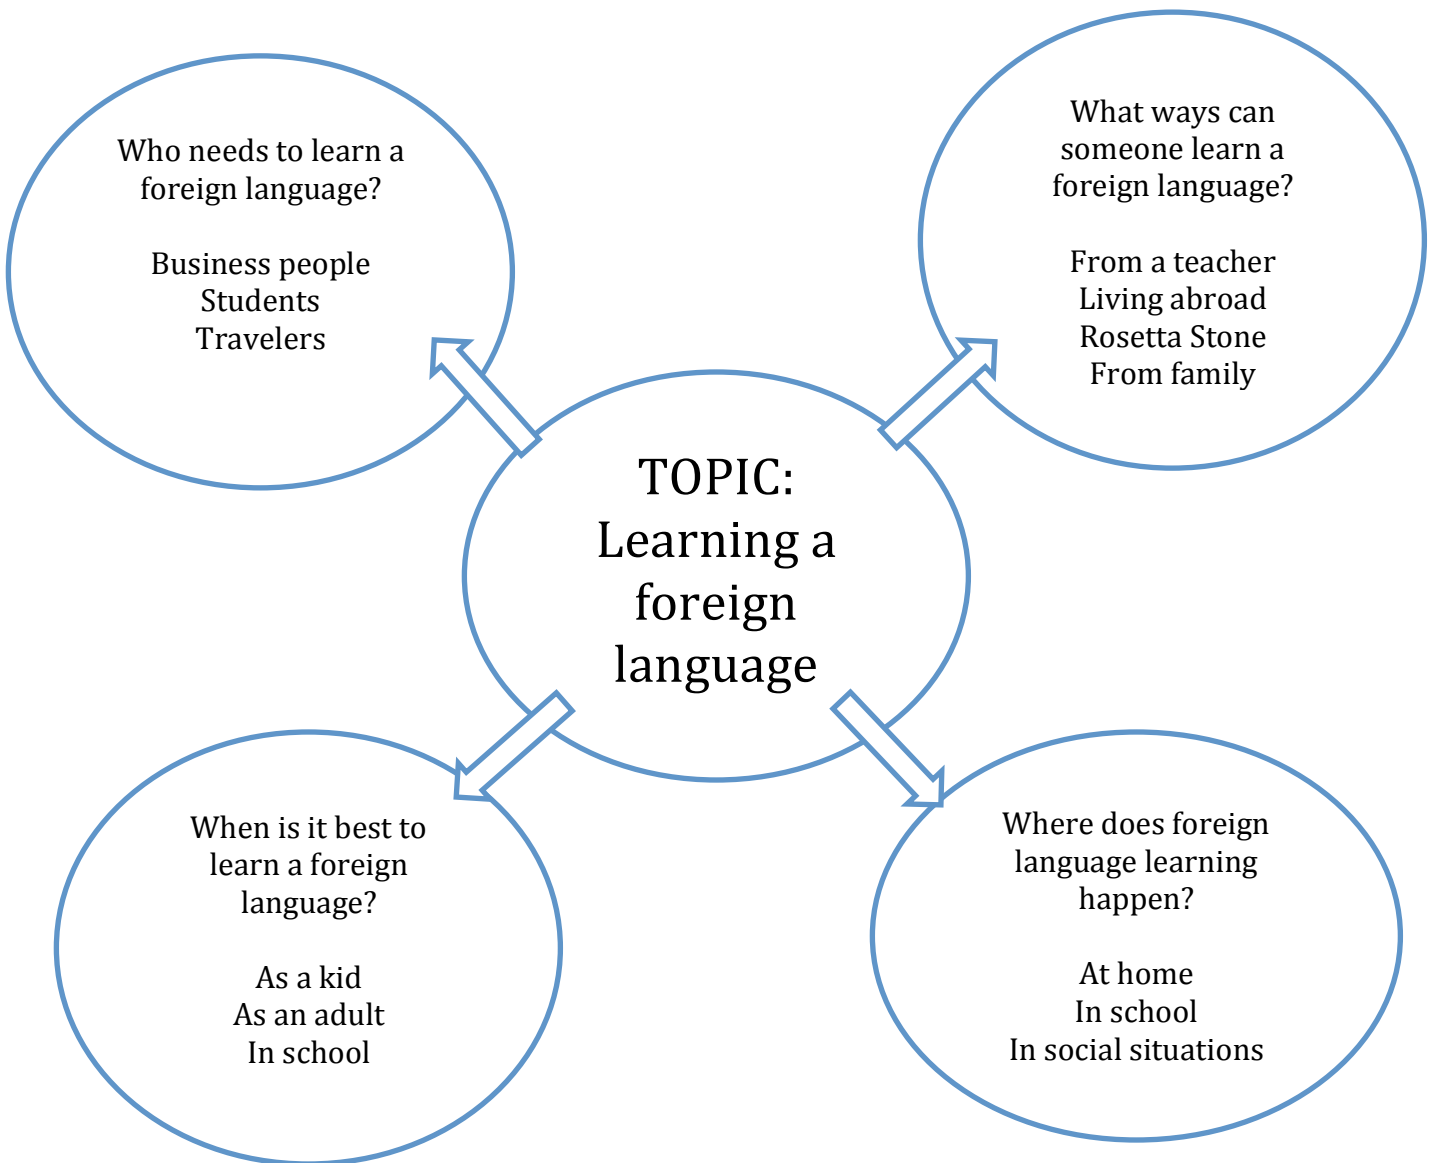 Who needs to learn a
foreign language?
Business people
Students
Travelers
What ways can
someone learn a
foreign language?
From a teacher
Living abroad
Rosetta Stone
From family
TOPIC:
Learning a
foreign
language
When is it best to
learn a foreign
language?
As a kid
As an adult
In school
Where does foreign
language learning
happen?
At home
In school
In social situations